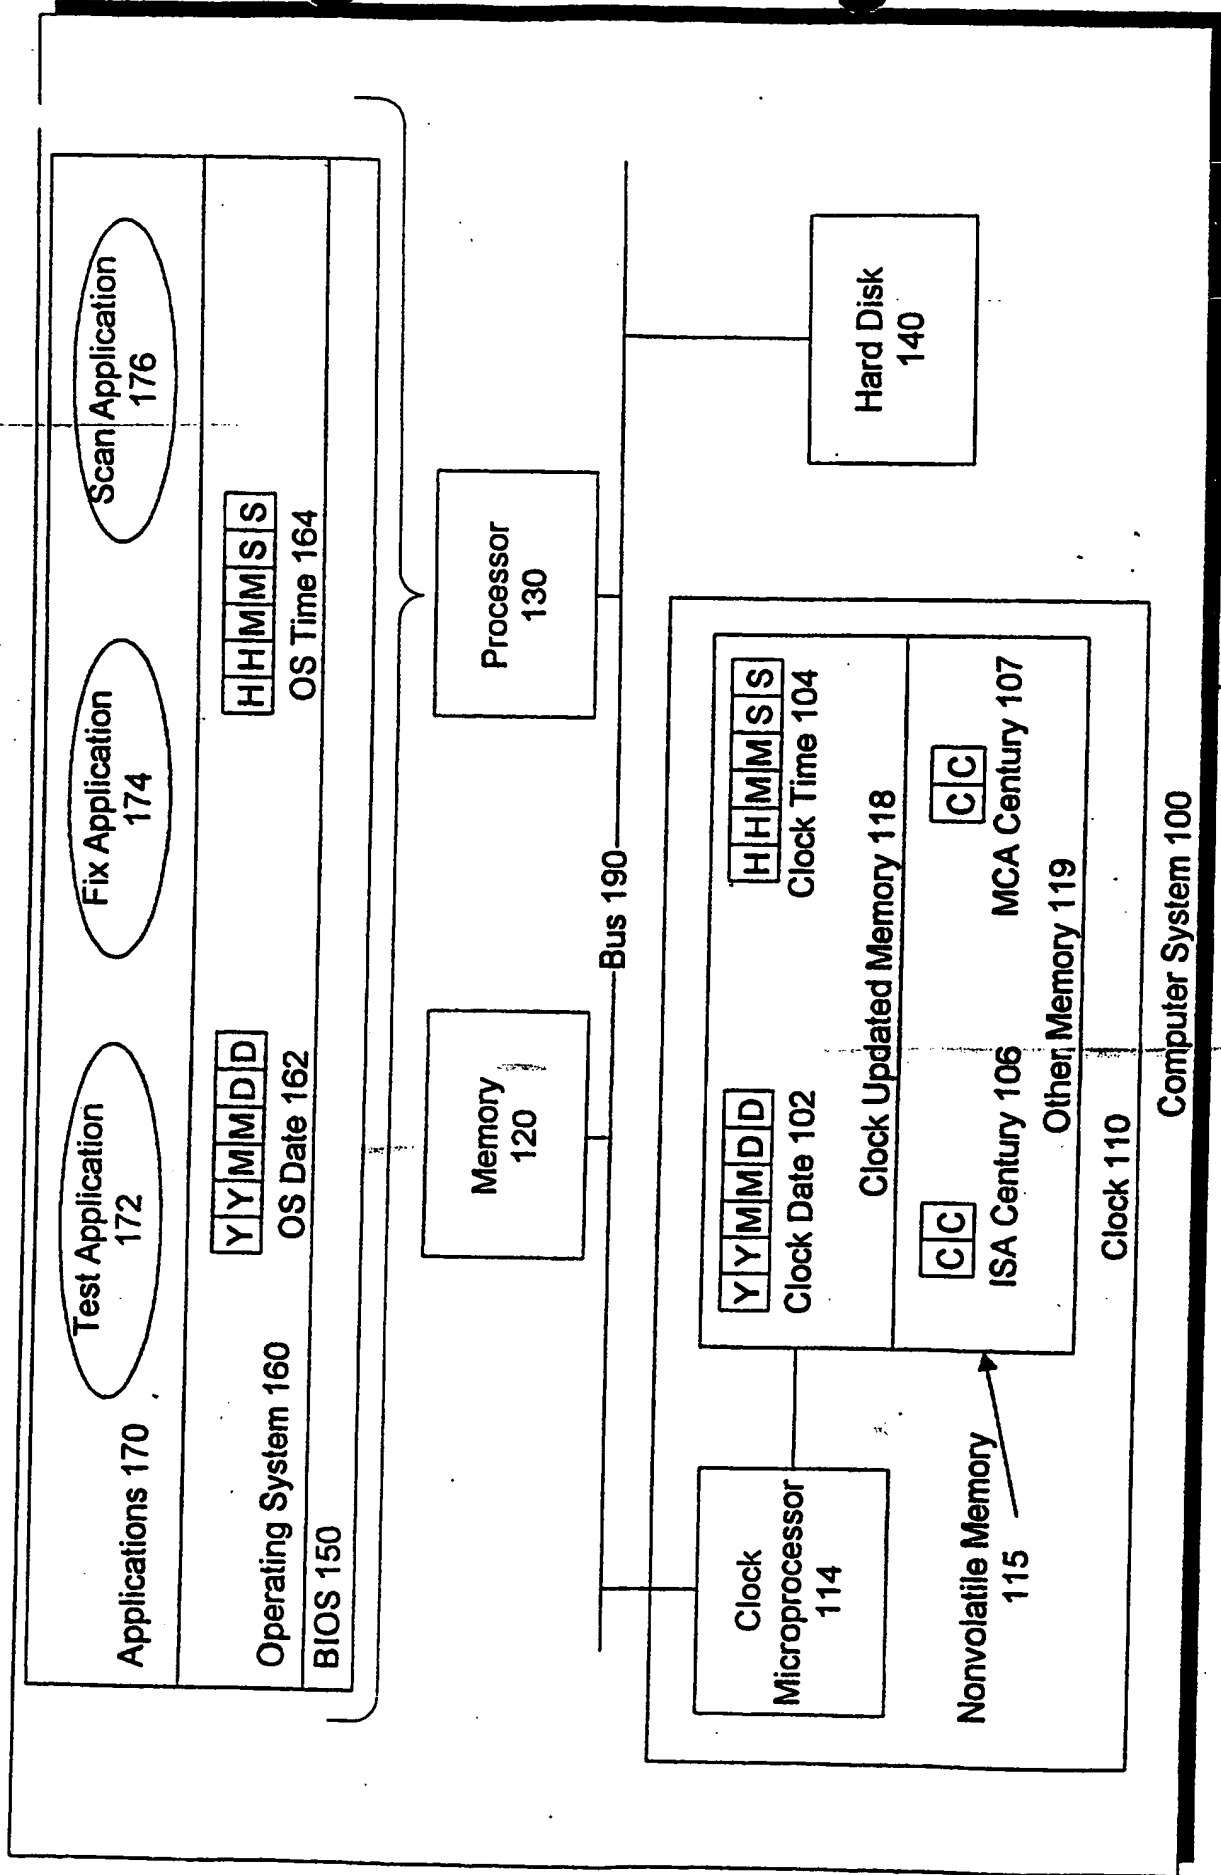 Applications 170
Test Application
172
Fix Application
174
Scan Application
176
Operating System 160
Y Y M M D D
OS Date 162
H H M M S S
OS Time 164
BIOS 150
Memory
120
Processor
130
Bus 190
Hard Disk
140
Clock
Microprocessor
114
Nonvolatile Memory
115
Y Y M M D D
Clock Date 102
H H M M S S
Clock Time 104
Clock Updated Memory 118
C C
ISA Century 106
C C
MCA Century 107
Other Memory 119
Clock 110
Computer System 100